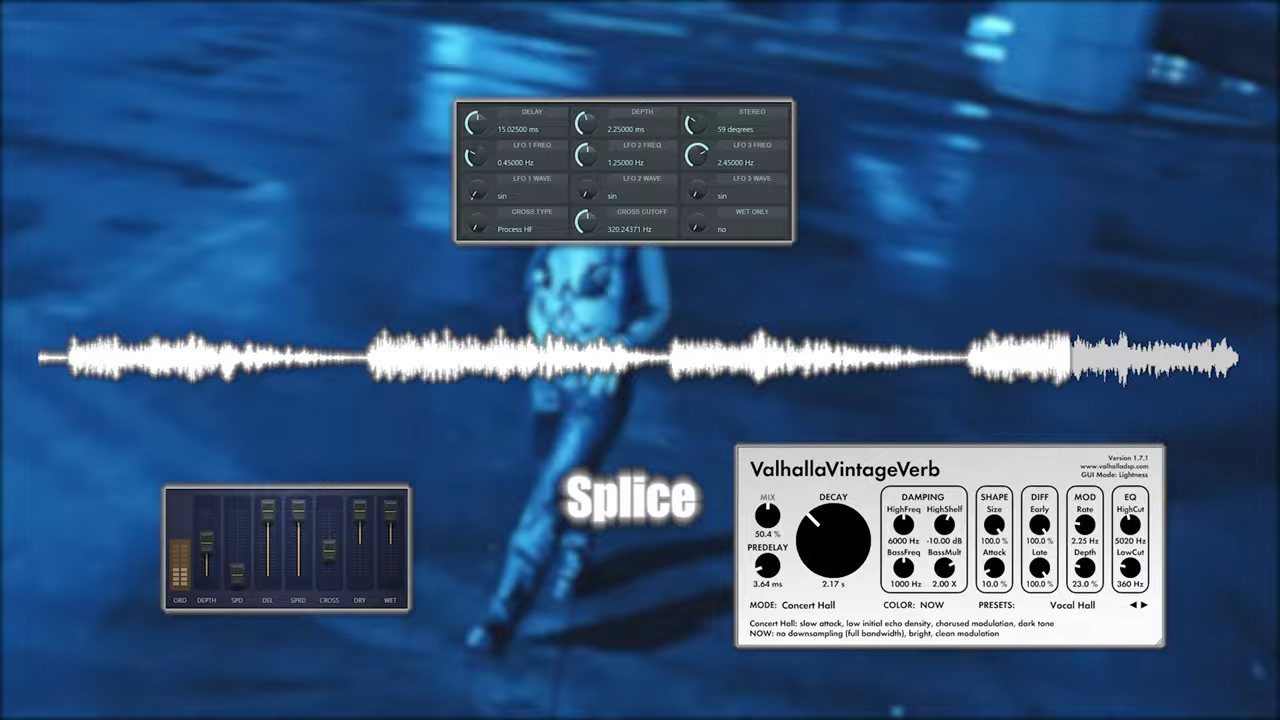 DELAY DEPTH STEREO
15.02500 ms 2.25000 ms 59 degrees
LFO 1 FREQ LFO 2 FREQ LFO 3 FREQ
0.45000 Hz 1.25000 Hz 2.45000 Hz
LFO 1 WAVE LFO 2 WAVE LFO 3 WAVE
sin sin sin
CROSS TYPE CROSS CUTOFF WET ONLY
Process HF 320.24371 Hz no
Splice
ORD DEPTH SPD DEL SPRD CROSS DRY WET
ValhallaVintageVerb
Version 1.7.1
www.valhalladsp.com
GUI Mode: Lightness
MIX DECAY DAMPING SHAPE DIFF MOD EQ
HighFreq HighShelf Size Early Rate HighCut
50.4 % 6000 Hz -10.00 dB 100.0 % 100.0 % 2.25 Hz 5020 Hz
PREDELAY BassFreq BassMult Attack Late Depth LowCut
3.64 ms 2.17 s 1000 Hz 2.00 X 10.0 % 100.0 % 23.0 % 360 Hz
MODE: Concert Hall COLOR: NOW PRESETS: Vocal Hall
Concert Hall: slow attack, low initial echo density, chorused modulation, dark tone
NOW: no downsampling (full bandwidth), bright, clean modulation